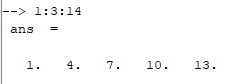 --> 1:3:14
ans  =

1.   4.   7.   10.   13.